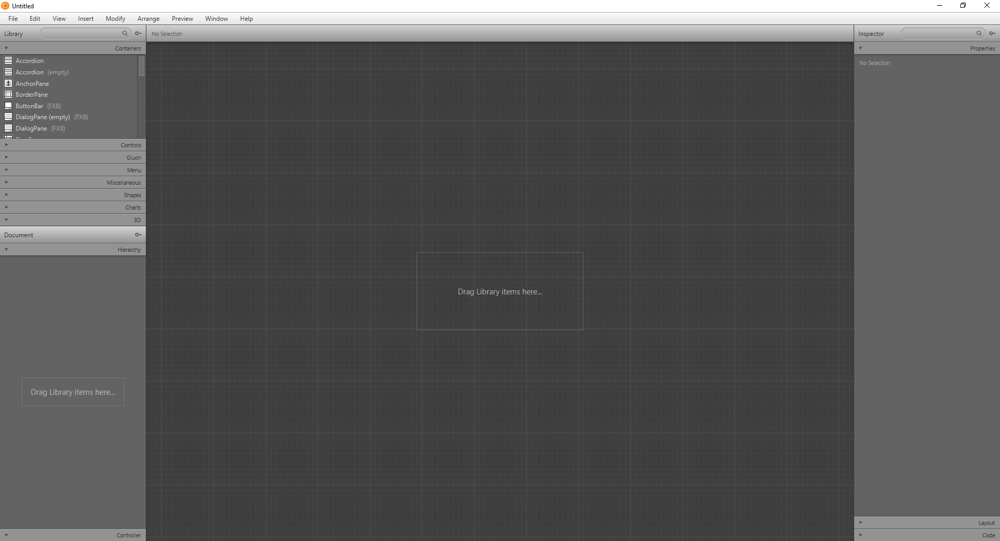 Untitled
File Edit View Insert Modify Arrange Preview Window Help
Library
No Selection
Inspector
Containers
Accordion
Accordion (empty)
AnchorPane
BorderPane
ButtonBar (FX8)
DialogPane (empty) (FX8)
DialogPane (FX8)
Controls
Gluon
Menu
Miscellaneous
Shapes
Charts
3D
Document
Hierarchy
Drag Library items here...
Controller
Drag Library items here...
Properties
No Selection
Layout
Code